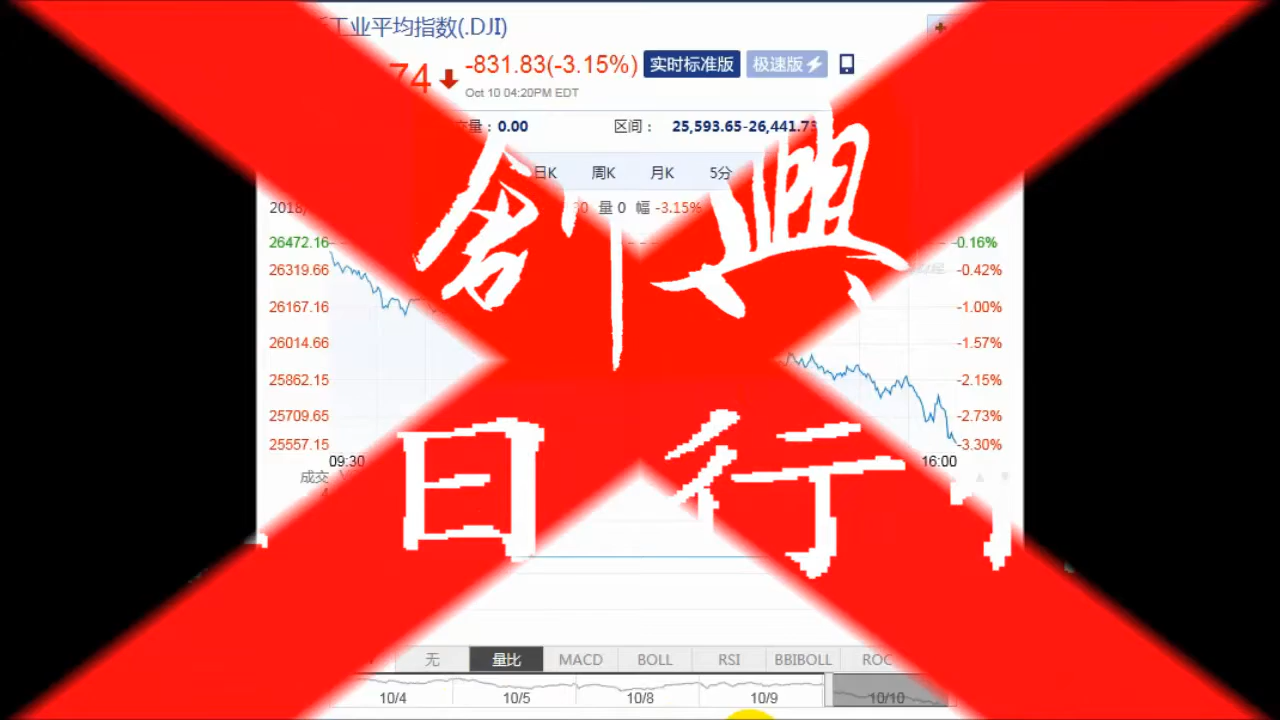 工业平均指数(.DJI)
74 -831.83(-3.15%) 实时标准版 极速版
Oct 10 04:20PM EDT
量：0.00 区间： 25,593.65-26,441.73
日K 周K 月K 5分
2018 量 0 幅 -3.15%
創 興
26472.16 -0.16%
26319.66 -0.42%
26167.16 -1.00%
26014.66 -1.57%
25862.15 -2.15%
25709.65 -2.73%
25557.15 -3.30%
09:30 16:00
成交
日 行
无 量比 MACD BOLL RSI BBIBOLL ROC
10/4 10/5 10/8 10/9 10/10